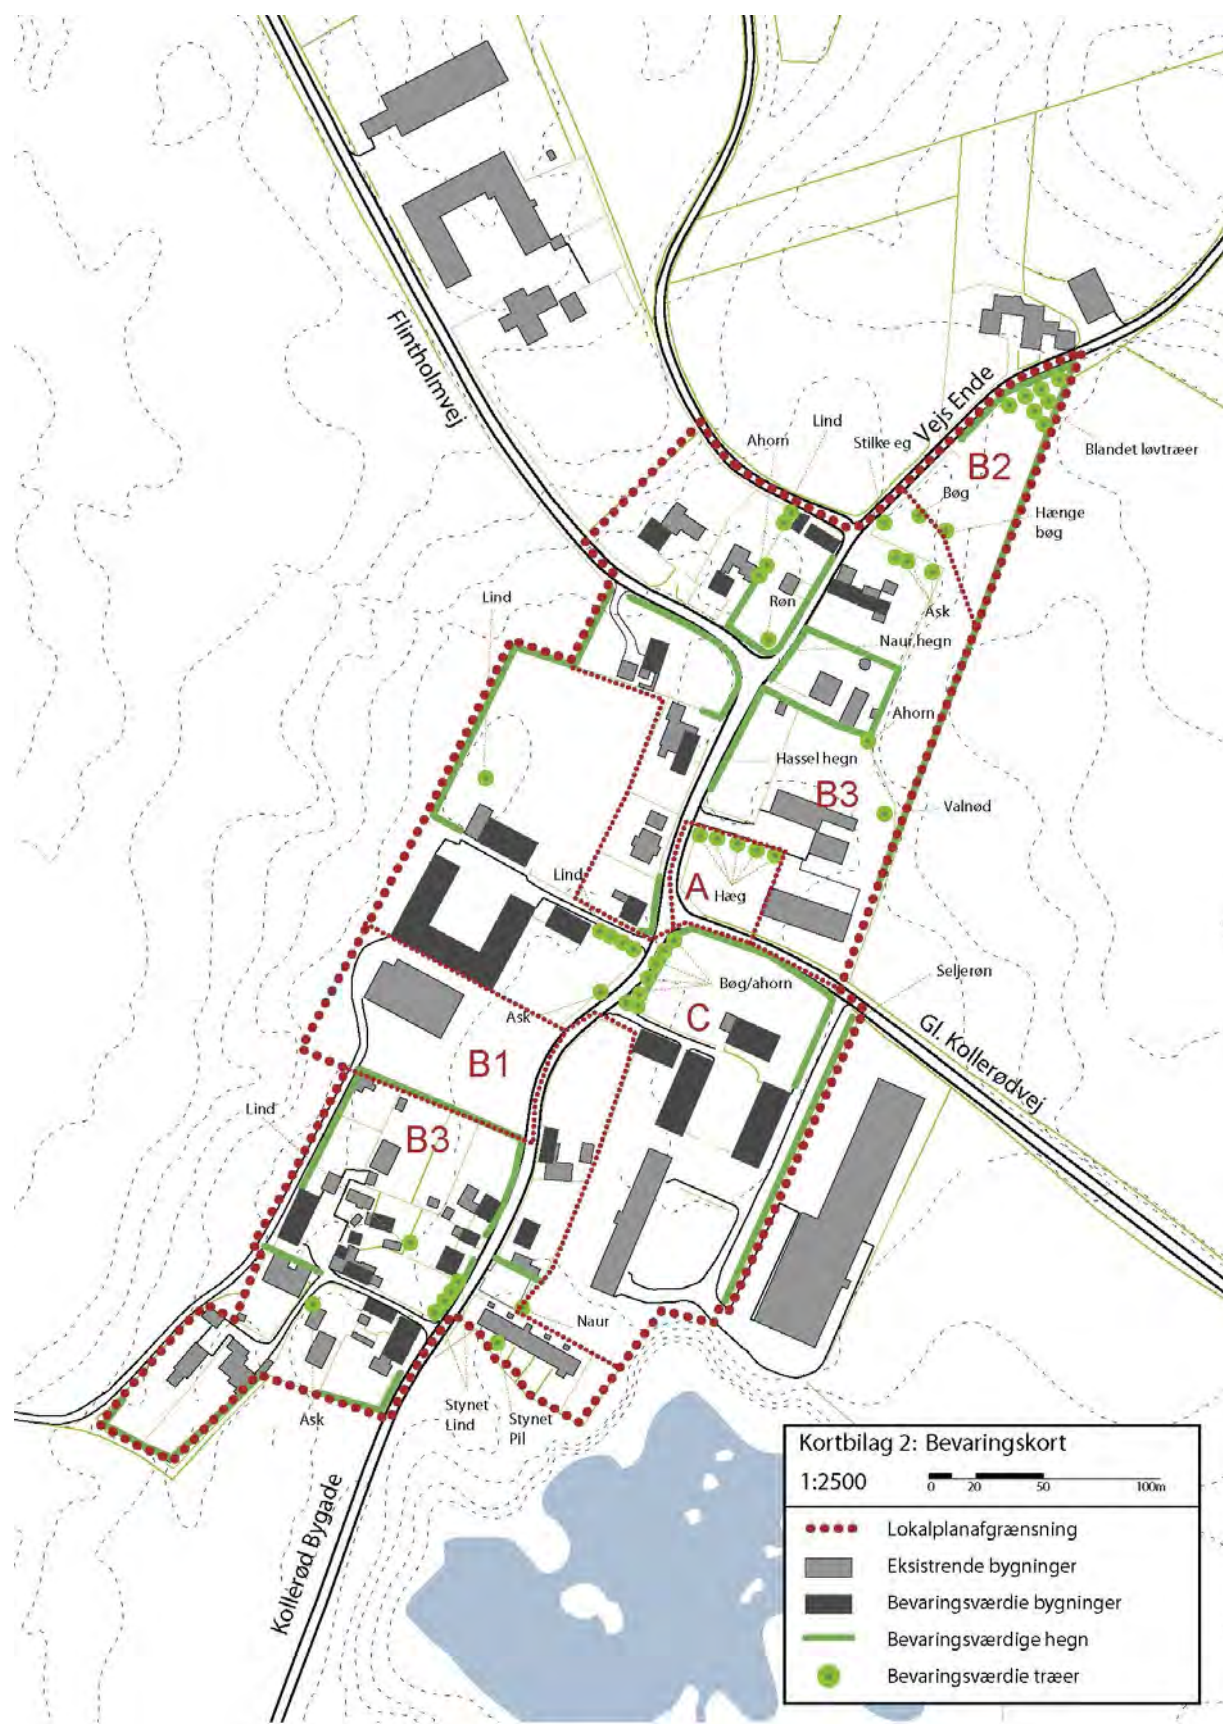 Flintholmvej
Vejs Ende
Ahorn
Lind
Stilke eg
B2
Blandet løvtræer
Bøg
Hænge
bøg
Lind
Røn
Ask
Naur hegn
Ahorn
Hassel hegn
B3
Valnød
Lind
A
Hæg
Seljerøn
Bøg/ahorn
Ask
C
Gl. Kollerødvej
B1
Lind
B3
Naur
Ask
Stynet
Lind
Stynet
Pil
Kollerød Bygade
Kortbilag 2: Bevaringskort
1:2500
0 20 50 100m
Lokalplanafgrænsning
Eksistrende bygninger
Bevaringsværdie bygninger
Bevaringsværdige hegn
Bevaringsværdie træer